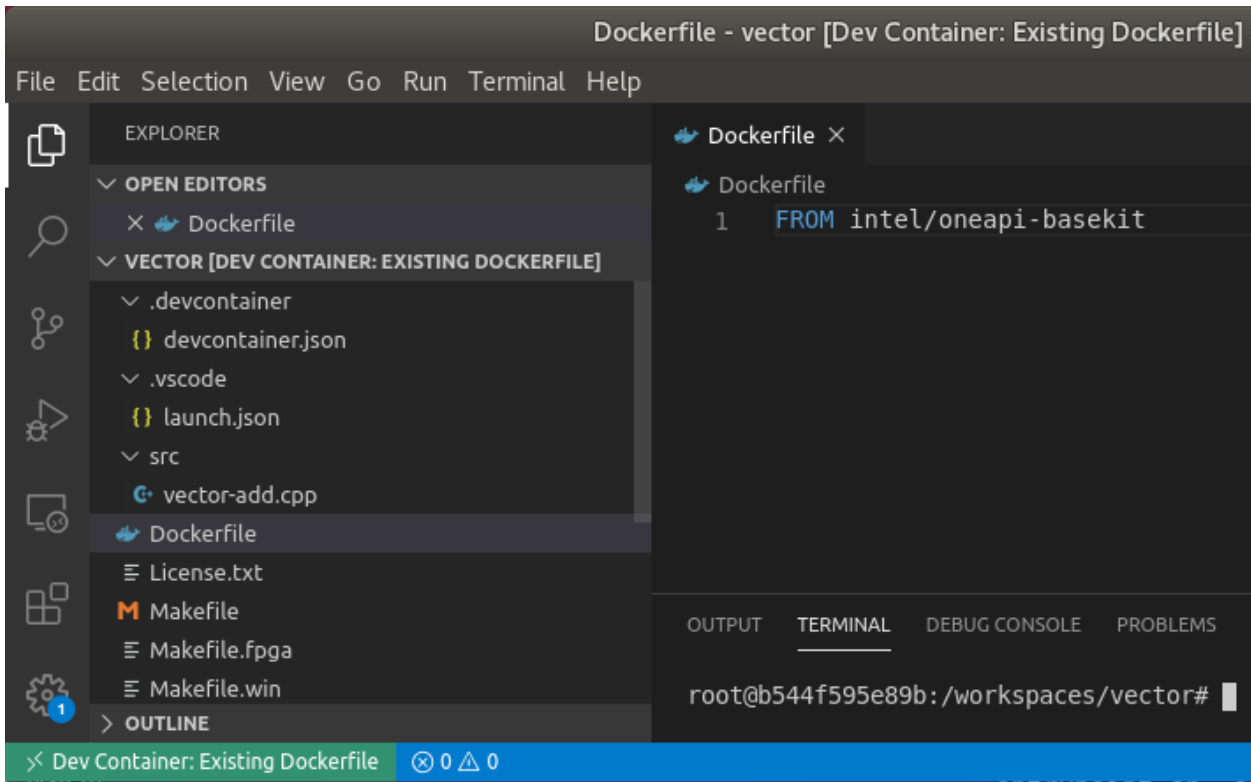 Dockerfile - vector [Dev Container: Existing Dockerfile]
File Edit Selection View Go Run Terminal Help
EXPLORER
OPEN EDITORS
Dockerfile
VECTOR [DEV CONTAINER: EXISTING DOCKERFILE]
.devcontainer
{} devcontainer.json
.vscode
{} launch.json
src
vector-add.cpp
Dockerfile
License.txt
M Makefile
Makefile.fpga
Makefile.win
OUTLINE
1
Dockerfile
Dockerfile
1 FROM intel/oneapi-basekit
OUTPUT TERMINAL DEBUG CONSOLE PROBLEMS
root@b544f595e89b:/workspaces/vector#
Dev Container: Existing Dockerfile 0 0